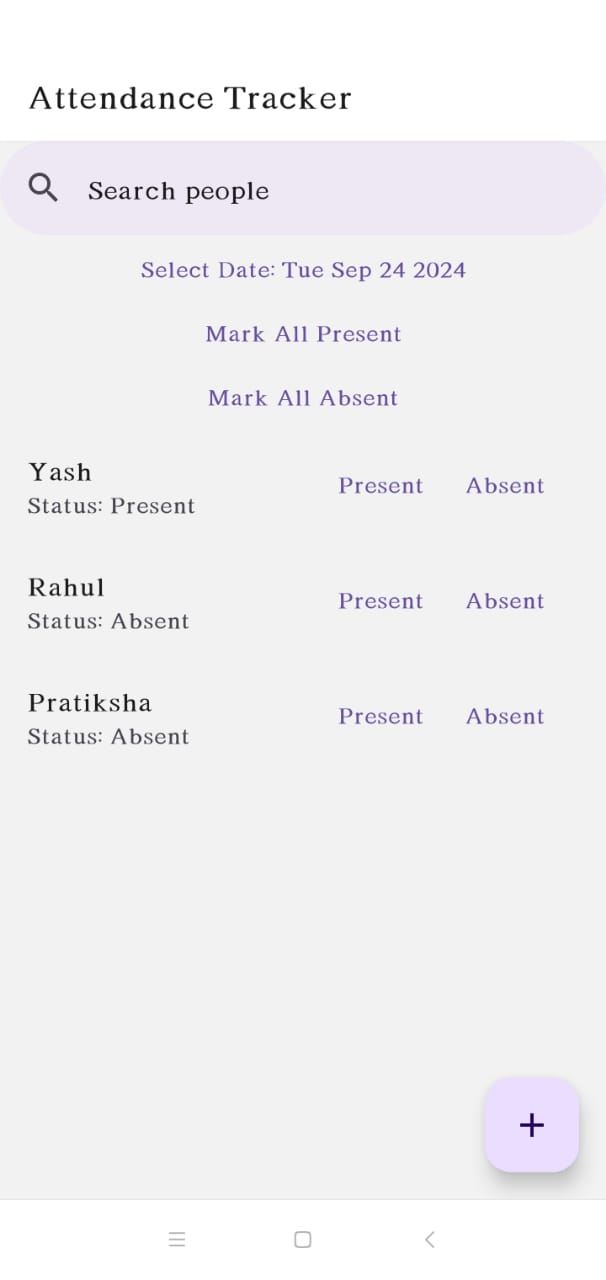 Attendance Tracker
Search people
Select Date: Tue Sep 24 2024
Mark All Present
Mark All Absent
Yash
Status: Present
Present Absent
Rahul
Status: Absent
Present Absent
Pratiksha
Status: Absent
Present Absent
+